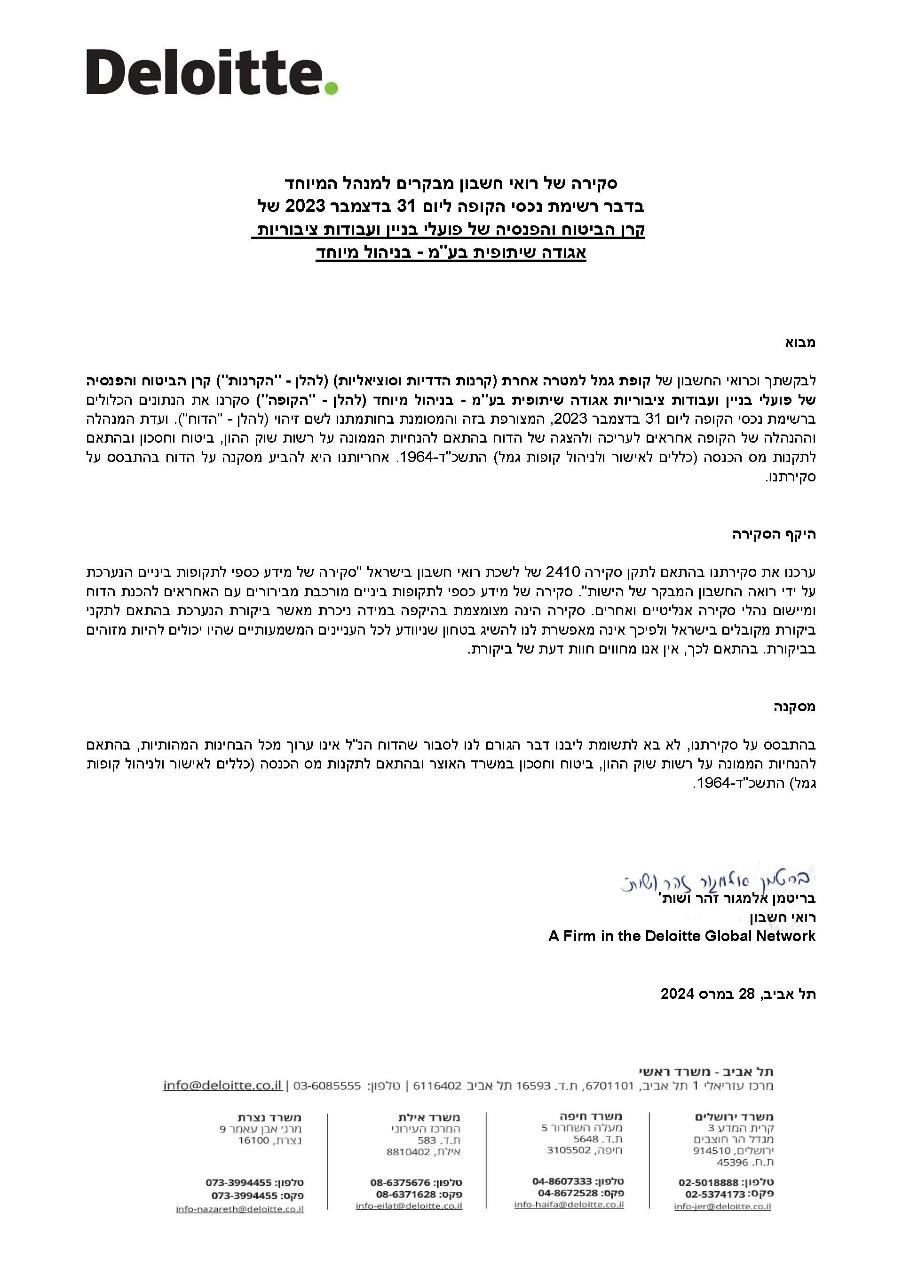 Deloitte.
סקירה של רואי חשבון מבקרים למנהל המיוחד
בדבר רשימת נכסי הקופה ליום 31 בדצמבר 2023 של
קרן הביטוח והפנסיה של פועלי בניין ועבודות ציבוריות
אגודה שיתופית בע"מ - בניהול מיוחד
מבוא
לבקשתך וכרואי החשבון של קופת גמל למטרה אחרת (קרנות הדדיות וסוציאליות) (להלן - "הקרנות") קרן הביטוח והפנסיה
של פועלי בניין ועבודות ציבוריות אגודה שיתופית בע"מ - בניהול מיוחד (להלן - "הקופה") סקרנו את הנתונים הכלולים
ברשימת נכסי הקופה ליום 31 בדצמבר 2023, המצורפת בזה והמסומנת בחותמתנו לשם זיהוי (להלן - "הדוח"). ועדת המנהלה
וההנהלה של הקופה אחראים לעריכה ולהצגה של הדוח בהתאם להנחיות הממונה על רשות שוק ההון, ביטוח וחסכון ובהתאם
לתקנות מס הכנסה (כללים לאישור ולניהול קופות גמל) התשכ"ד-1964. אחריותנו היא להביע מסקנה על הדוח בהתבסס על
סקירתנו.
היקף הסקירה
ערכנו את סקירתנו בהתאם לתקן סקירה 2410 של לשכת רואי חשבון בישראל "סקירה של מידע כספי לתקופות ביניים הנערכת
על ידי רואה החשבון המבקר של הישות". סקירה של מידע כספי לתקופות ביניים מורכבת מבירורים עם האחראים להכנת הדוח
ומיישום נהלי סקירה אנליטיים ואחרים. סקירה הינה מצומצמת בהיקפה במידה ניכרת מאשר ביקורת הנערכת בהתאם לתקני
ביקורת מקובלים בישראל ולפיכך אינה מאפשרת לנו להשיג בטחון שניוודע לכל העניינים המשמעותיים שהיו יכולים להיות מזוהים
בביקורת. בהתאם לכך, אין אנו מחווים חוות דעת של ביקורת.
מסקנה
בהתבסס על סקירתנו, לא בא לתשומת ליבנו דבר הגורם לנו לסבור שהדוח הנ"ל אינו ערוך מכל הבחינות המהותיות, בהתאם
להנחיות הממונה על רשות שוק ההון, ביטוח וחסכון במשרד האוצר ובהתאם לתקנות מס הכנסה (כללים לאישור ולניהול קופות
גמל) התשכ"ד-1964.
בריטמן אלמגור זהר ושות'
בריטמן אלמגור זהר ושות'
רואי חשבון
A Firm in the Deloitte Global Network
תל אביב, 28 במרס 2024
תל אביב - משרד ראשי
מרכז עזריאלי 1 תל אביב, 6701101, ת.ד. 16593 תל אביב 6116402 | טלפון: 03-6085555 | info@deloitte.co.il
משרד ירושלים
קרית המדע 3
מגדל הר חוצבים
ירושלים, 914510
ת.ח. 45396
טלפון: 02-5018888
פקס: 02-5374173
info-jer@deloitte.co.il
משרד חיפה
מעלה השחרור 5
ת.ד. 5648
חיפה, 3105502
טלפון: 04-8607333
פקס: 04-8672528
info-haifa@deloitte.co.il
משרד אילת
המרכז העירוני
ת.ד. 583
אילת, 8810402
טלפון: 08-6375676
פקס: 08-6371628
info-eilat@deloitte.co.il
משרד נצרת
מרג' אבן עאמר 9
נצרת, 16100
טלפון: 073-3994455
פקס: 073-3994455
info-nazareth@deloitte.co.il